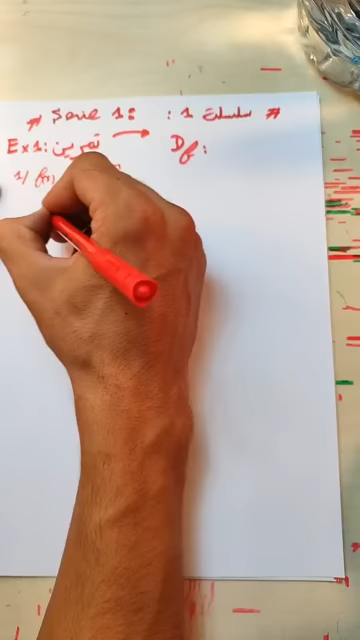 # Serie 1: : 1 سلسلة #
Ex1: تمرين → Df:
1/ f(x)